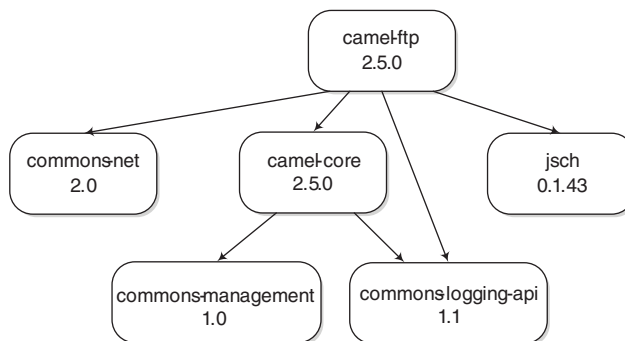 camel-ftp
2.5.0
commons-net
2.0
camel-core
2.5.0
jsch
0.1.43
commons-management
1.0
commons-logging-api
1.1